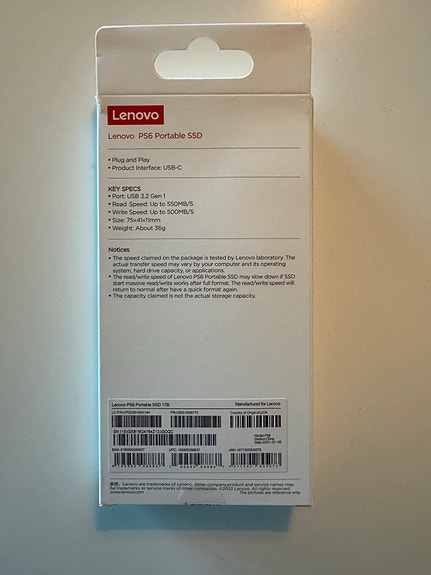 Lenovo
Lenovo PS6 Portable SSD
• Plug and Play
• Product Interface: USB-C
KEY SPECS
• Port: USB 3.2 Gen 1
• Read Speed: Up to 550MB/S
• Write Speed: Up to 500MB/S
• Size: 75x41x11mm
• Weight: About 36g
Notices
• The speed claimed on the package is tested by Lenovo laboratory. The
actual transfer speed may vary by your computer and its operating
system, hard drive capacity, or applications.
• The read/write speed of Lenovo PS6 Portable SSD may slow down if SSD
start massive read/write works after full format. The read/write speed will
return to normal after have a quick format again.
• The capacity claimed is not the actual storage capacity.
Lenovo PS6 Portable SSD 1TB Manufactured for Lenovo
Model: PS6
Made in China
Lenovo are trademarks of Lenovo. Other company,product and service names may
be trademarks or service marks of other companies. ©2023 Lenovo. All rights reserved.
www.lenovo.com The pictures are reference only